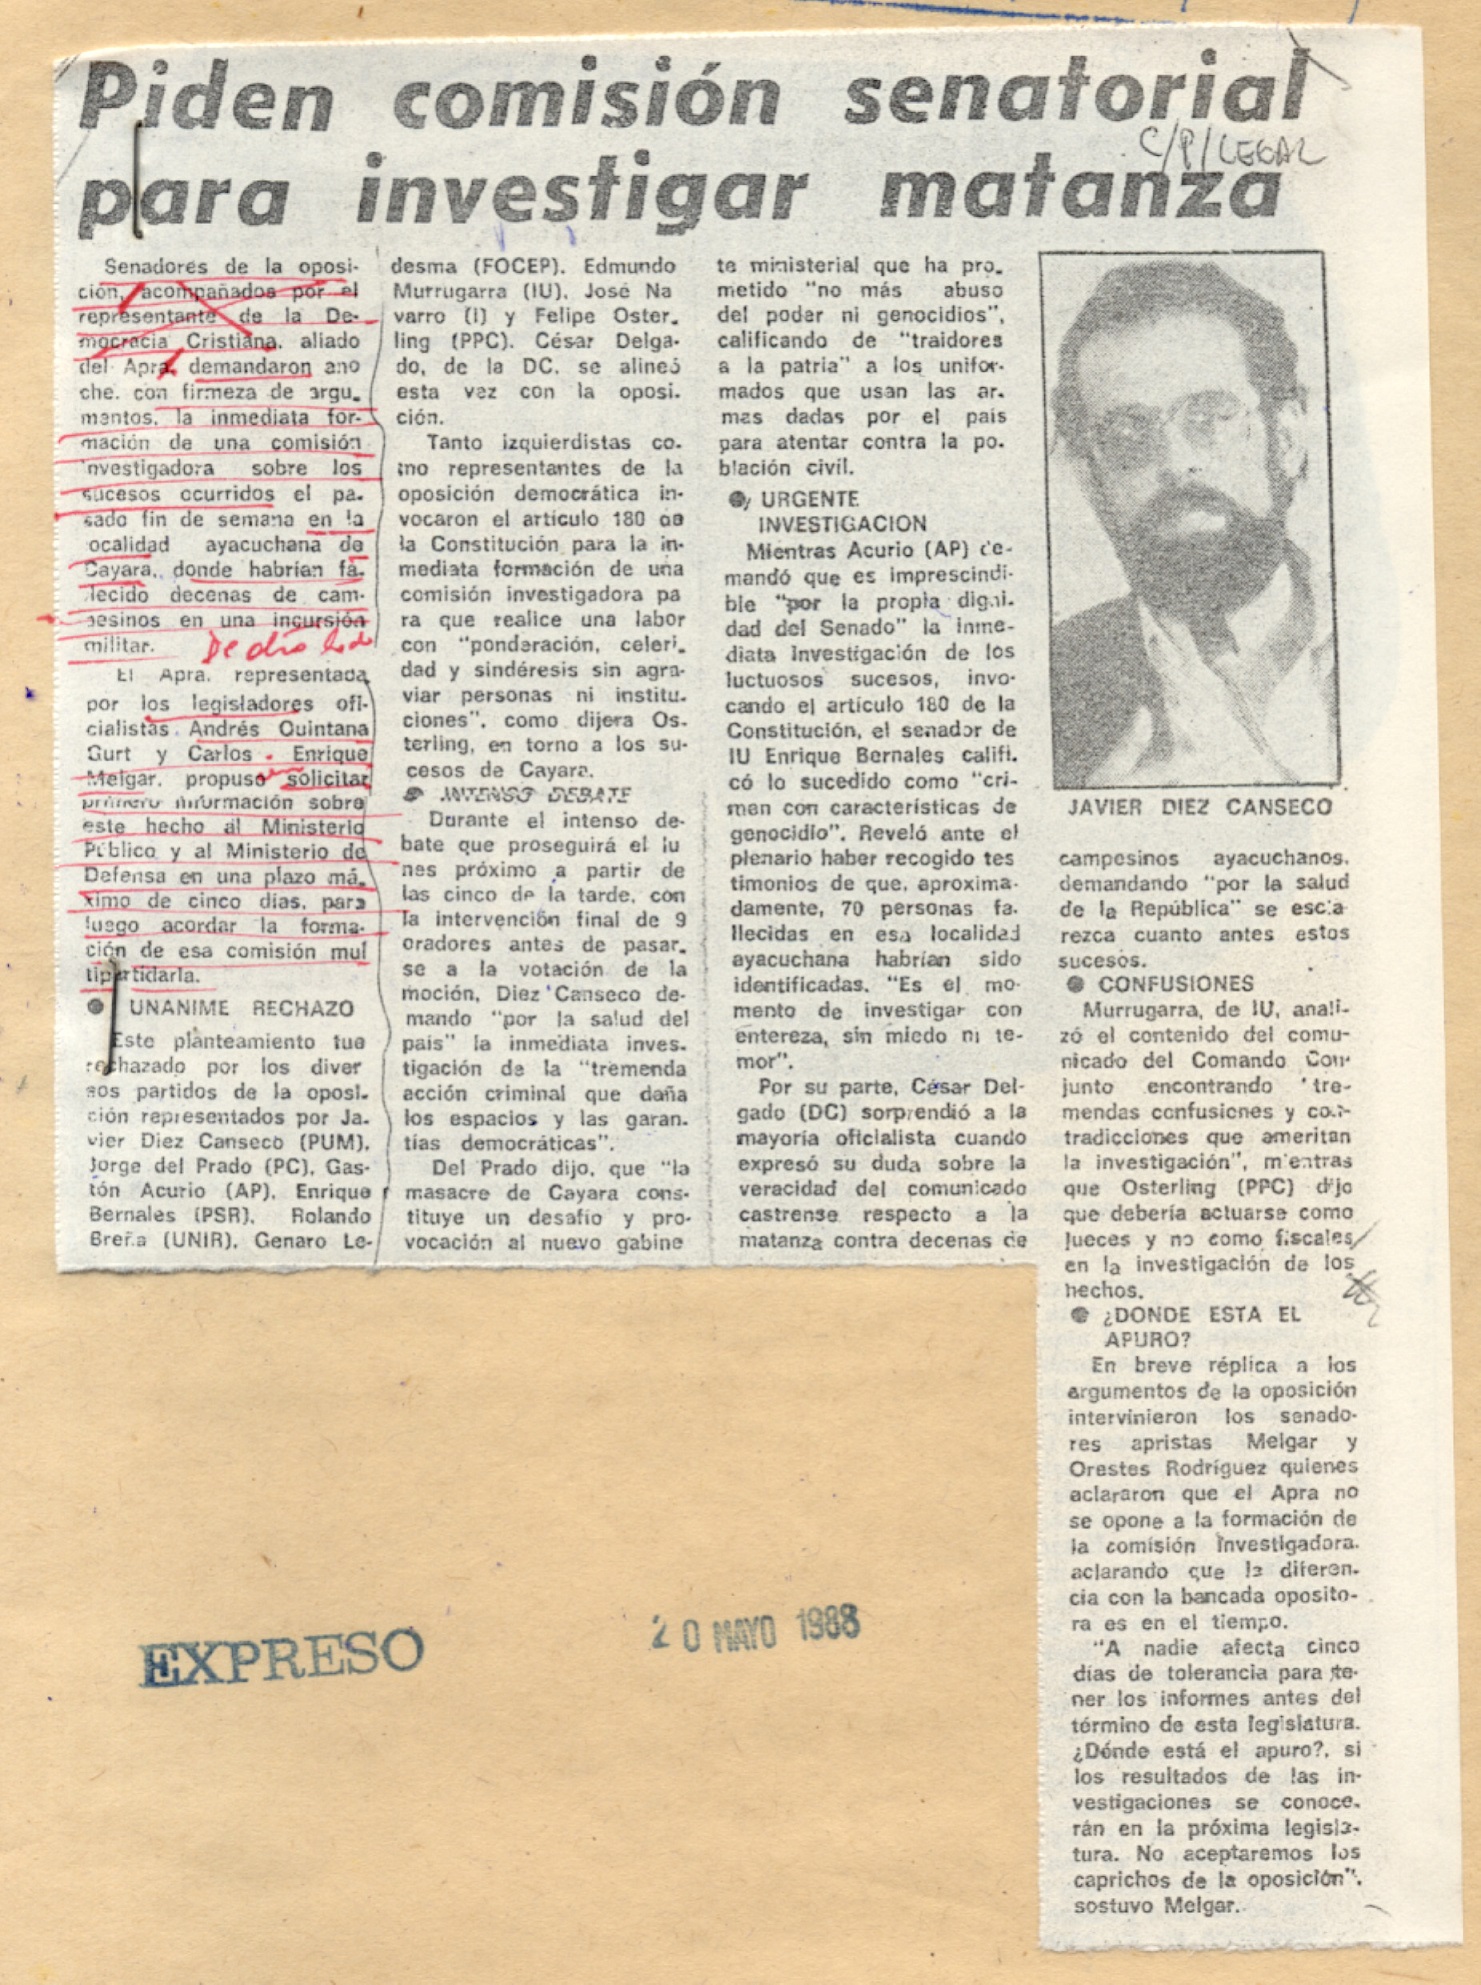 Piden comisión senatorial
C/P/LEGAL
para investigar matanza
Senadores de la oposi-
ción, acompañados por el
representante de la De-
mocracia Cristiana, aliado
del Apra, demandaron ano
che, con firmeza de argu-
mentos, la inmediata for-
mación de una comisión
investigadora sobre los
sucesos ocurridos el pa-
sado fin de semana en la
ocalidad ayacuchana de
Cayara, donde habrían fa-
lecido decenas de cam-
pesinos en una incursión
militar.
El Apra, representada
por los legisladores ofi-
cialistas Andrés Quintana
Gurt y Carlos Enrique
Melgar, propuso solicitar
primero información sobre
este hecho al Ministerio
Público y al Ministerio de
Defensa en una plazo má-
ximo de cinco días, para
luego acordar la forma-
ción de esa comisión mul
tipartidaria.
● UNANIME RECHAZO
Este planteamiento fue
rechazado por los diver
sos partidos de la oposi-
ción representados por Ja-
vier Diez Canseco (PUM),
Jorge del Prado (PC), Gas-
tón Acurio (AP), Enrique
Bernales (PSR), Rolando
Breña (UNIR), Genaro Le-
desma (FOCEP), Edmundo
Murrugarra (IU), José Na
varro (I) y Felipe Oster-
ling (PPC). César Delga-
do, de la DC, se alineó
esta vez con la oposi-
ción.
Tanto izquierdistas co-
mo representantes de la
oposición democrática in-
vocaron el artículo 180 de
la Constitución para la in-
mediata formación de una
comisión investigadora pa
ra que realice una labor
con "ponderación, celeri-
dad y sindéresis sin agra-
viar personas ni institu-
ciones", como dijera Os-
terling, en torno a los su-
cesos de Cayara.
● INTENSO DEBATE
Durante el intenso de-
bate que proseguirá el lu
nes próximo a partir de
las cinco de la tarde, con
la intervención final de 9
oradores antes de pasar-
se a la votación de la
moción, Diez Canseco de-
mando "por la salud del
país" la inmediata inves-
tigación de la "tremenda
acción criminal que daña
los espacios y las garan-
tías democráticas".
Del Prado dijo, que "la
masacre de Cayara cons-
tituye un desafío y pro-
vocación al nuevo gabine
te ministerial que ha pro-
metido "no más abuso
del poder ni genocidios",
calificando de "traidores
a la patria" a los unifor-
mados que usan las ar-
mas dadas por el país
para atentar contra la po-
blación civil.
● URGENTE
INVESTIGACION
Mientras Acurio (AP) de-
mandó que es imprescindi-
ble "por la propia digni-
dad del Senado" la inme-
diata investigación de los
luctuosos sucesos, invo-
cando el artículo 180 de la
Constitución, el senador de
IU Enrique Bernales califi-
có lo sucedido como "cri-
men con características de
genocidio". Reveló ante el
plenario haber recogido tes
timonios de que, aproxima-
damente, 70 personas fa-
llecidas en esa localidad
ayacuchana habrían sido
identificadas. "Es el mo-
mento de investigar con
entereza, sin miedo ni te-
mor".
Por su parte, César Del-
gado (DC) sorprendió a la
mayoría oficialista cuando
expresó su duda sobre la
veracidad del comunicado
castrense respecto a la
matanza contra decenas de
JAVIER DIEZ CANSECO
campesinos ayacuchanos,
demandando "por la salud
de la República" se escla
rezca cuanto antes estos
sucesos.
● CONFUSIONES
Murrugarra, de IU, anali-
zó el contenido del comu-
nicado del Comando Con-
junto encontrando "tre-
mendas confusiones y con-
tradicciones que ameritan
la investigación", mientras
que Osterling (PPC) dijo
que debería actuarse como
jueces y no como fiscales
en la investigación de los
hechos.
● ¿DONDE ESTA EL
APURO?
En breve réplica a los
argumentos de la oposición
intervinieron los senado-
res apristas Melgar y
Orestes Rodríguez quienes
aclararon que el Apra no
se opone a la formación de
la comisión investigadora,
aclarando que la diferen-
cia con la bancada oposito-
ra es en el tiempo.
"A nadie afecta cinco
días de tolerancia para te-
ner los informes antes del
término de esta legislatura.
¿Dónde está el apuro?, si
los resultados de las in-
vestigaciones se conoce-
rán en la próxima legisla-
tura. No aceptaremos los
caprichos de la oposición",
sostuvo Melgar.
EXPRESO
20 MAYO 1988